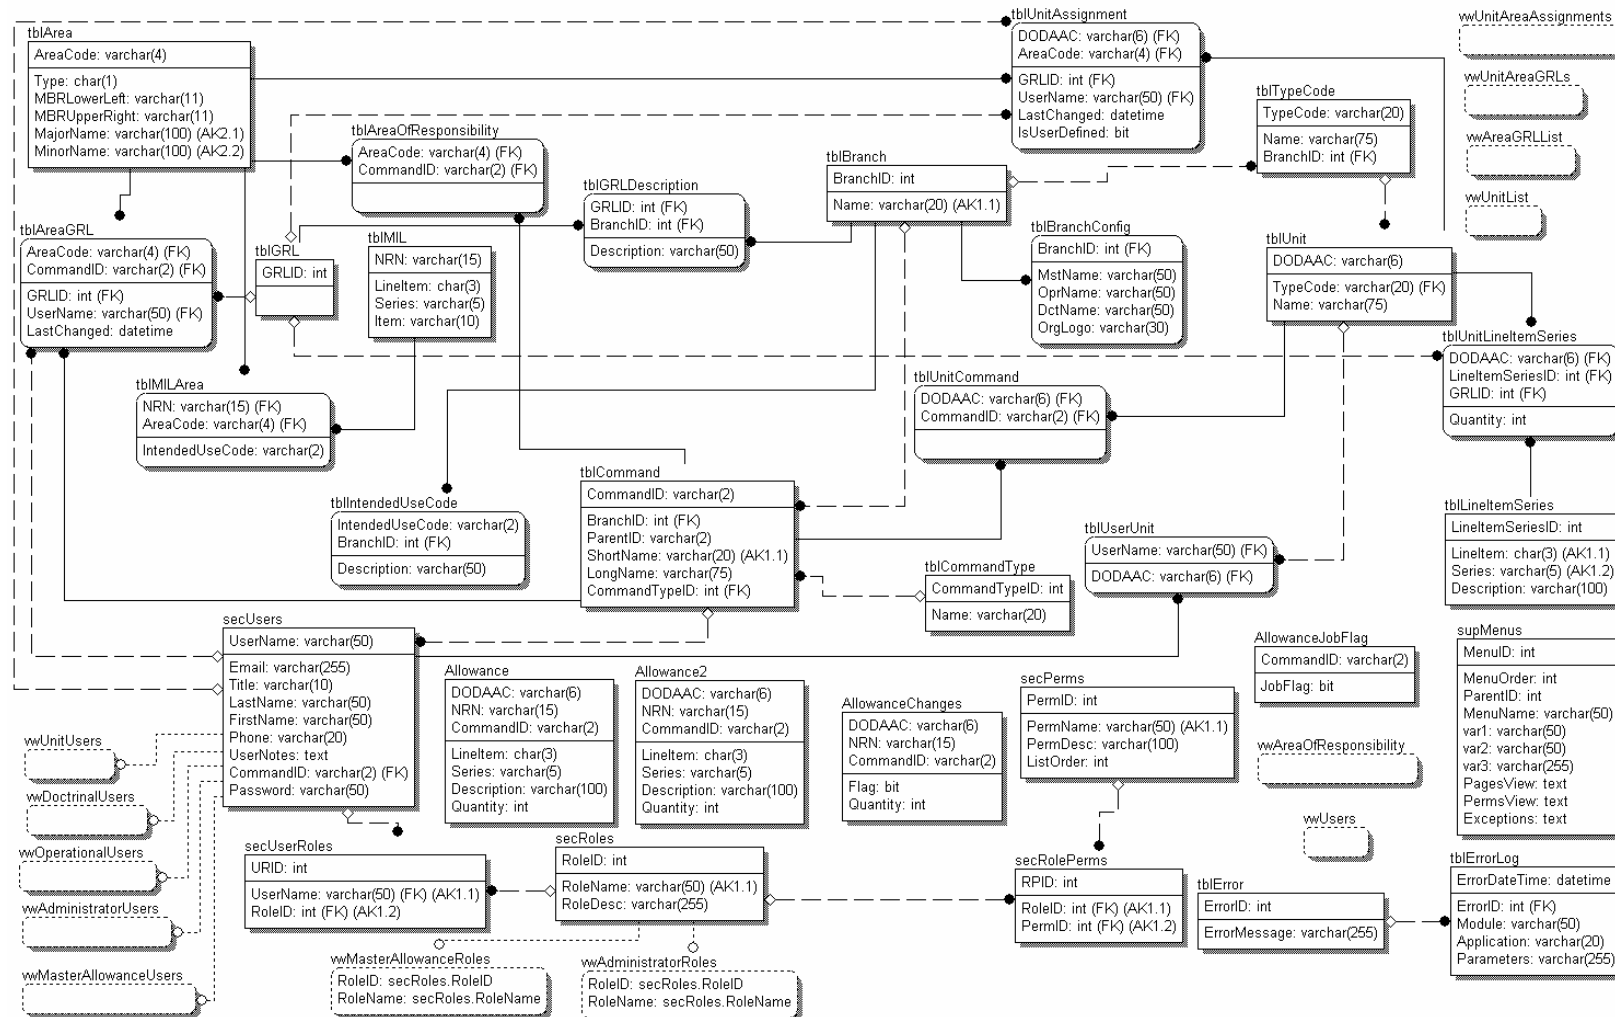 tblArea
AreaCode: varchar(4)
Type: char(1)
MBRLowerLeft: varchar(11)
MBRUpperRight: varchar(11)
MajorName: varchar(100) (AK2.1)
MinorName: varchar(100) (AK2.2)
tblUnitAssignment
DODAAC: varchar(6) (FK)
AreaCode: varchar(4) (FK)
GRLID: int (FK)
UserName: varchar(50) (FK)
LastChanged: datetime
IsUserDefined: bit
vwUnitAreaAssignments
vwUnitAreaGRLs
vwAreaGRLList
vwUnitList
tblTypeCode
TypeCode: varchar(20)
Name: varchar(75)
BranchID: int (FK)
tblAreaOfResponsibility
AreaCode: varchar(4) (FK)
CommandID: varchar(2) (FK)
tblBranch
BranchID: int
Name: varchar(20) (AK1.1)
tblGRLDescription
GRLID: int (FK)
BranchID: int (FK)
Description: varchar(50)
tblAreaGRL
AreaCode: varchar(4) (FK)
CommandID: varchar(2) (FK)
GRLID: int (FK)
UserName: varchar(50) (FK)
LastChanged: datetime
tblGRL
GRLID: int
tblMIL
NRN: varchar(15)
LineItem: char(3)
Series: varchar(5)
Item: varchar(10)
tblBranchConfig
BranchID: int (FK)
MstName: varchar(50)
OprName: varchar(50)
DctName: varchar(50)
OrgLogo: varchar(30)
tblUnit
DODAAC: varchar(6)
TypeCode: varchar(20) (FK)
Name: varchar(75)
tblUnitLineItemSeries
DODAAC: varchar(6) (FK)
LineItemSeriesID: int (FK)
GRLID: int (FK)
Quantity: int
tblMILArea
NRN: varchar(15) (FK)
AreaCode: varchar(4) (FK)
IntendedUseCode: varchar(2)
tblUnitCommand
DODAAC: varchar(6) (FK)
CommandID: varchar(2) (FK)
tblIntendedUseCode
IntendedUseCode: varchar(2)
BranchID: int (FK)
Description: varchar(50)
tblCommand
CommandID: varchar(2)
BranchID: int (FK)
ParentID: varchar(2)
ShortName: varchar(20) (AK1.1)
LongName: varchar(75)
CommandTypeID: int (FK)
tblCommandType
CommandTypeID: int
Name: varchar(20)
tblUserUnit
UserName: varchar(50) (FK)
DODAAC: varchar(6) (FK)
tblLineItemSeries
LineItemSeriesID: int
LineItem: char(3) (AK1.1)
Series: varchar(5) (AK1.2)
Description: varchar(100)
secUsers
UserName: varchar(50)
Email: varchar(255)
Title: varchar(10)
LastName: varchar(50)
FirstName: varchar(50)
Phone: varchar(20)
UserNotes: text
CommandID: varchar(2) (FK)
Password: varchar(50)
Allowance
DODAAC: varchar(6)
NRN: varchar(15)
CommandID: varchar(2)
LineItem: char(3)
Series: varchar(5)
Description: varchar(100)
Quantity: int
Allowance2
DODAAC: varchar(6)
NRN: varchar(15)
CommandID: varchar(2)
LineItem: char(3)
Series: varchar(5)
Description: varchar(100)
Quantity: int
AllowanceChanges
DODAAC: varchar(6)
NRN: varchar(15)
CommandID: varchar(2)
Flag: bit
Quantity: int
secPerms
PermID: int
PermName: varchar(50) (AK1.1)
PermDesc: varchar(100)
ListOrder: int
AllowanceJobFlag
CommandID: varchar(2)
JobFlag: bit
supMenus
MenuID: int
MenuOrder: int
ParentID: int
MenuName: varchar(50)
var1: varchar(50)
var2: varchar(50)
var3: varchar(255)
PagesView: text
PermsView: text
Exceptions: text
vwAreaOfResponsibility
vwUsers
vwUnitUsers
vwDoctrinalUsers
vwOperationalUsers
vwAdministratorUsers
vwMasterAllowanceUsers
secUserRoles
URID: int
UserName: varchar(50) (FK) (AK1.1)
RoleID: int (FK) (AK1.2)
secRoles
RoleID: int
RoleName: varchar(50) (AK1.1)
RoleDesc: varchar(255)
secRolePerms
RPID: int
RoleID: int (FK) (AK1.1)
PermID: int (FK) (AK1.2)
tblError
ErrorID: int
ErrorMessage: varchar(255)
tblErrorLog
ErrorDateTime: datetime
ErrorID: int (FK)
Module: varchar(50)
Application: varchar(20)
Parameters: varchar(255)
vwMasterAllowanceRoles
RoleID: secRoles.RoleID
RoleName: secRoles.RoleName
vwAdministratorRoles
RoleID: secRoles.RoleID
RoleName: secRoles.RoleName